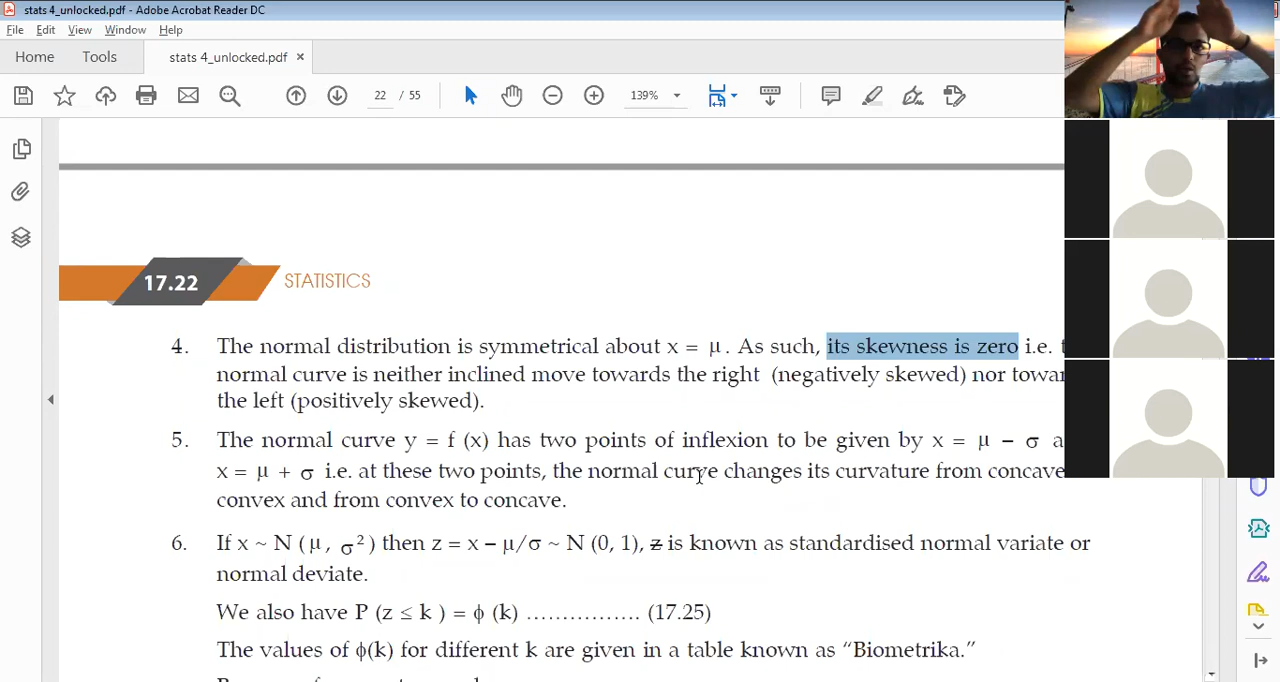 stats 4_unlocked.pdf - Adobe Acrobat Reader DC
File Edit View Window Help
Home Tools stats 4_unlocked.pdf ×
22 / 55 139%
17.22 STATISTICS
4. The normal distribution is symmetrical about x = μ. As such, its skewness is zero i.e.
normal curve is neither inclined move towards the right (negatively skewed) nor
the left (positively skewed).
5. The normal curve y = f (x) has two points of inflexion to be given by x = μ − σ
x = μ + σ i.e. at these two points, the normal curve changes its curvature from concave
convex and from convex to concave.
6. If x ~ N (μ, σ²) then z = x – μ/σ ~ N (0, 1), z is known as standardised normal variate or
normal deviate.
We also have P (z ≤ k ) = ϕ (k) ................ (17.25)
The values of ϕ(k) for different k are given in a table known as “Biometrika.”